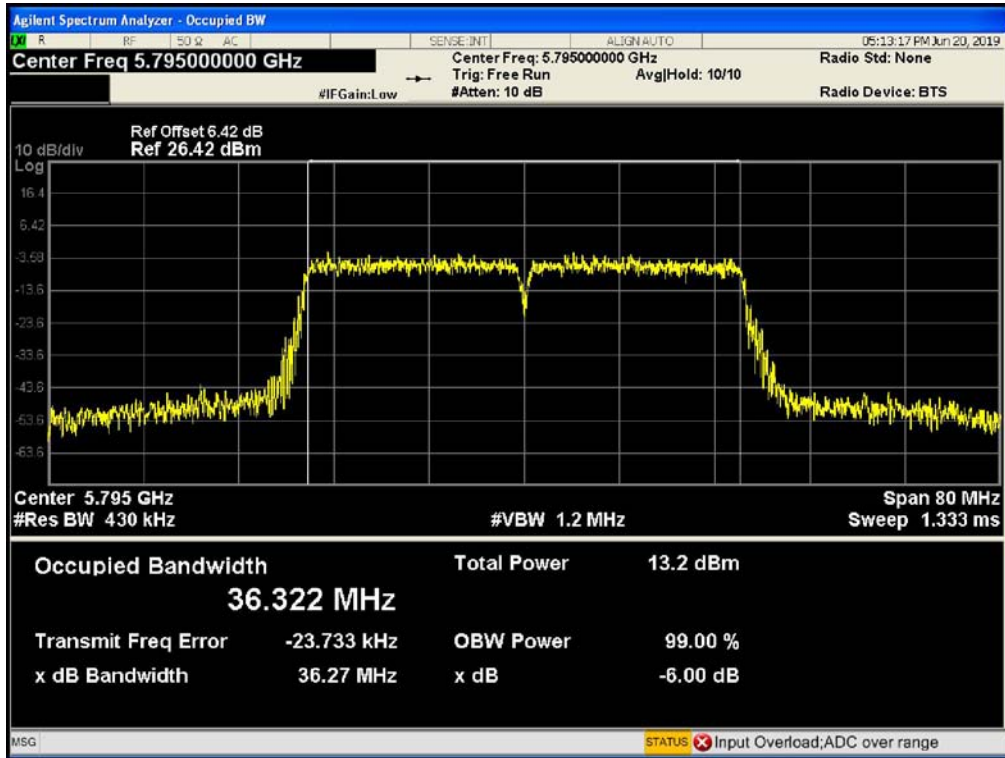 Agilent Spectrum Analyzer - Occupied BW
LXI R RF 50 Ω AC SENSE:INT ALIGN AUTO 05:13:17 PM Jun 20, 2019
Center Freq 5.795000000 GHz Center Freq: 5.795000000 GHz Radio Std: None
Trig: Free Run Avg|Hold: 10/10
#IFGain:Low #Atten: 10 dB Radio Device: BTS
Ref Offset 6.42 dB
10 dB/div Ref 26.42 dBm
Log
16.4
6.42
-3.58
-13.6
-23.6
-33.6
-43.6
-53.6
-63.6
Center 5.795 GHz Span 80 MHz
#Res BW 430 kHz #VBW 1.2 MHz Sweep 1.333 ms
Occupied Bandwidth Total Power 13.2 dBm
36.322 MHz
Transmit Freq Error -23.733 kHz OBW Power 99.00 %
x dB Bandwidth 36.27 MHz x dB -6.00 dB
MSG STATUS Input Overload;ADC over range